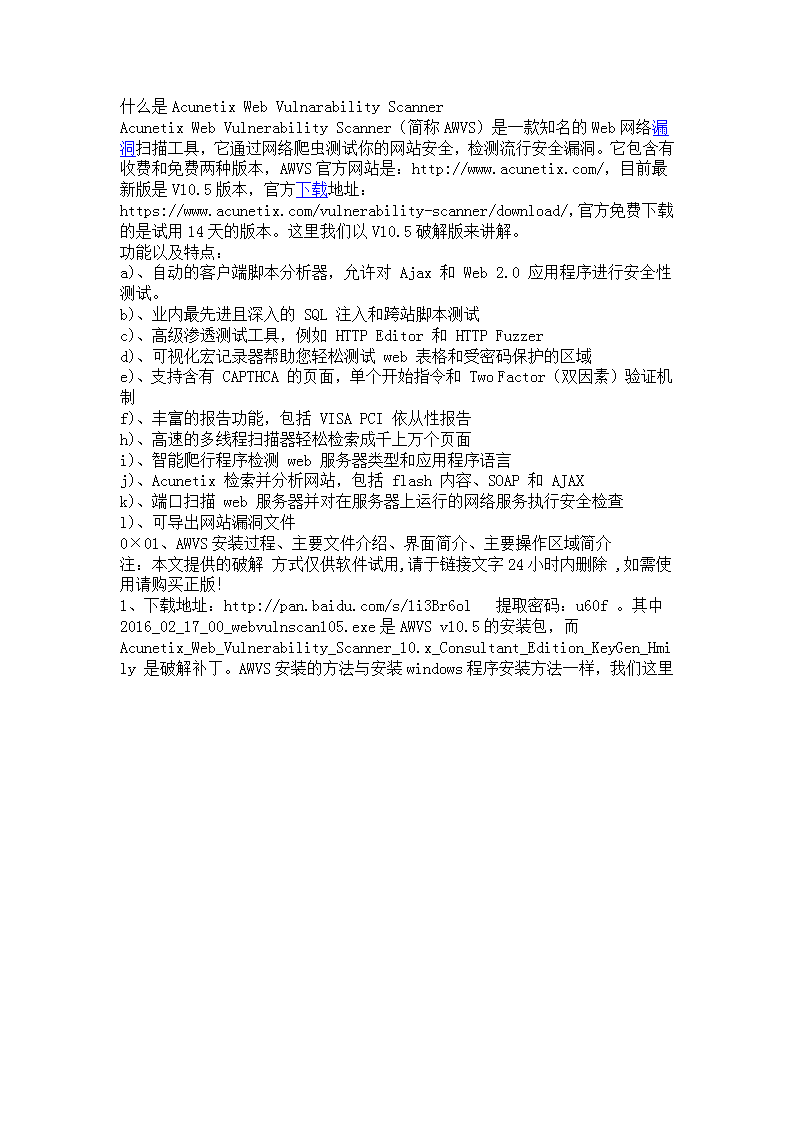 什么是Acunetix Web Vulnarability Scanner
Acunetix Web Vulnerability Scanner（简称AWVS）是一款知名的Web网络漏
洞扫描工具，它通过网络爬虫测试你的网站安全，检测流行安全漏洞。它包含有
收费和免费两种版本，AWVS官方网站是：http://www.acunetix.com/，目前最
新版是V10.5版本，官方下载地址：
https://www.acunetix.com/vulnerability-scanner/download/，官方免费下载
的是试用14天的版本。这里我们以V10.5破解版来讲解。
功能以及特点：
a)、自动的客户端脚本分析器，允许对 Ajax 和 Web 2.0 应用程序进行安全性
测试。
b)、业内最先进且深入的 SQL 注入和跨站脚本测试
c)、高级渗透测试工具，例如 HTTP Editor 和 HTTP Fuzzer
d)、可视化宏记录器帮助您轻松测试 web 表格和受密码保护的区域
e)、支持含有 CAPTHCA 的页面，单个开始指令和 Two Factor（双因素）验证机
制
f)、丰富的报告功能，包括 VISA PCI 依从性报告
h)、高速的多线程扫描器轻松检索成千上万个页面
i)、智能爬行程序检测 web 服务器类型和应用程序语言
j)、Acunetix 检索并分析网站，包括 flash 内容、SOAP 和 AJAX
k)、端口扫描 web 服务器并对在服务器上运行的网络服务执行安全检查
l)、可导出网站漏洞文件
0×01、AWVS安装过程、主要文件介绍、界面简介、主要操作区域简介
注：本文提供的破解 方式仅供软件试用,请于链接文字24小时内删除 ,如需使
用请购买正版!
1、下载地址：http://pan.baidu.com/s/1i3Br6ol   提取密码：u60f 。其中
2016_02_17_00_webvulnscan105.exe是AWVS v10.5的安装包，而
Acunetix_Web_Vulnerability_Scanner_10.x_Consultant_Edition_KeyGen_Hmi
ly 是破解补丁。AWVS安装的方法与安装windows程序安装方法一样，我们这里